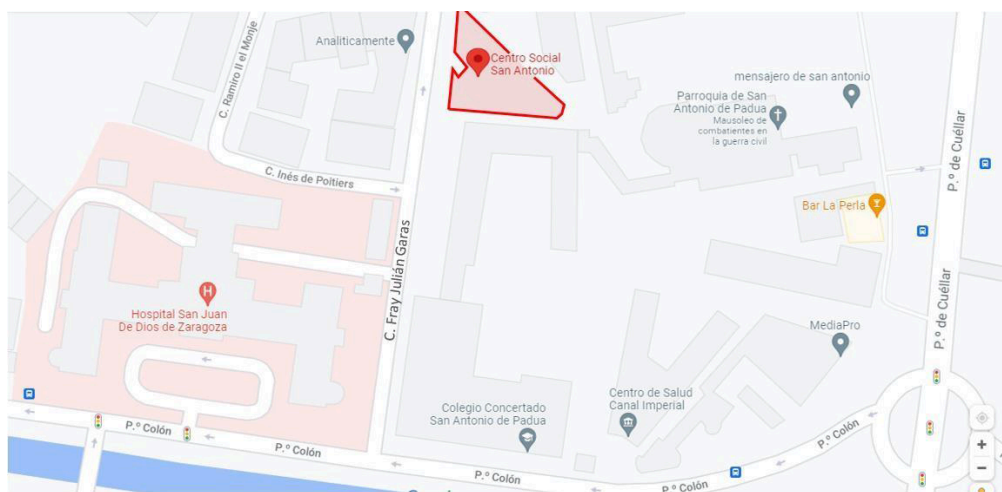 C. Ramiro II el Monje
Analiticamente
Centro Social
San Antonio
mensajero de san antonio
Parroquia de San
Antonio de Padua
Mausoleo de
combatientes en
la guerra civil
P.º de Cuéllar
C. Inés de Poitiers
Bar La Perla
C. Fray Julián Garas
H
Hospital San Juan
De Dios de Zaragoza
P.º de Cuéllar
MediaPro
Centro de Salud
Canal Imperial
Colegio Concertado
San Antonio de Padua
P.º Colón
P.º Colón
P.º Colón
P.º Colón
P.º Colón